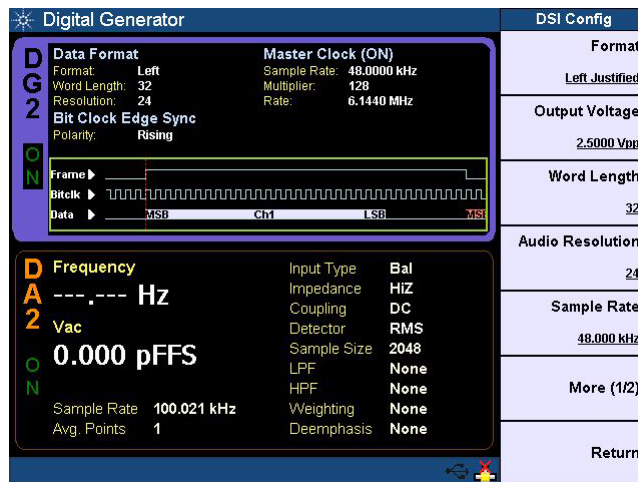 Digital Generator
DSI Config
DG2
ON
Data Format
Format: Left
Word Length: 32
Resolution: 24
Bit Clock Edge Sync
Polarity: Rising
Master Clock (ON)
Sample Rate: 48.0000 kHz
Multiplier: 128
Rate: 6.1440 MHz
Frame
Bitclk
Data MSB Ch1 LSB MSB
DA2
ON
Frequency
---.--- Hz
Vac
0.000 pFFS
Sample Rate 100.021 kHz
Avg. Points 1
Input Type Bal
Impedance HiZ
Coupling DC
Detector RMS
Sample Size 2048
LPF None
HPF None
Weighting None
Deemphasis None
Format
Left Justified
Output Voltage
2.5000 Vpp
Word Length
32
Audio Resolution
24
Sample Rate
48.000 kHz
More (1/2)
Return